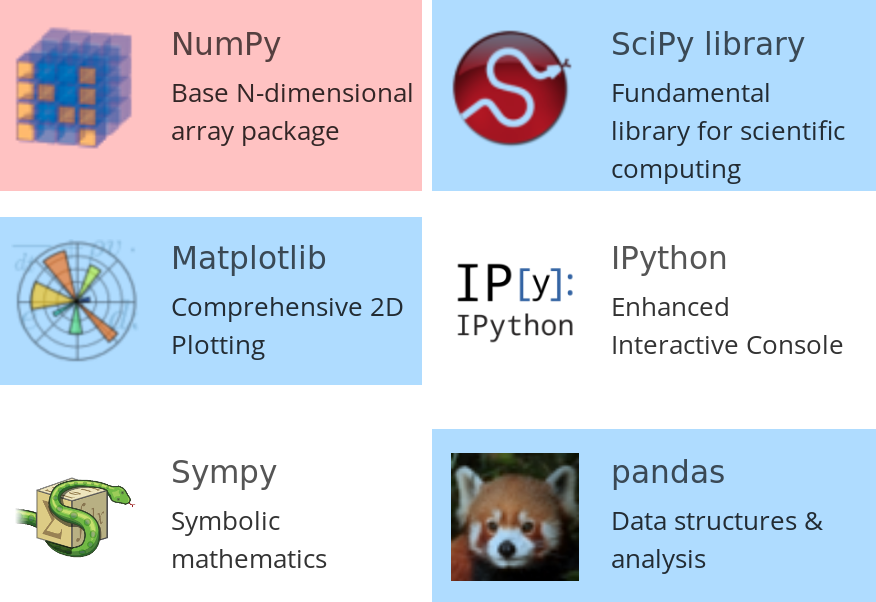 NumPy
Base N-dimensional
array package
SciPy library
Fundamental
library for scientific
computing
Matplotlib
Comprehensive 2D
Plotting
IP[y]:
IPython
IPython
Enhanced
Interactive Console
Sympy
Symbolic
mathematics
pandas
Data structures &
analysis